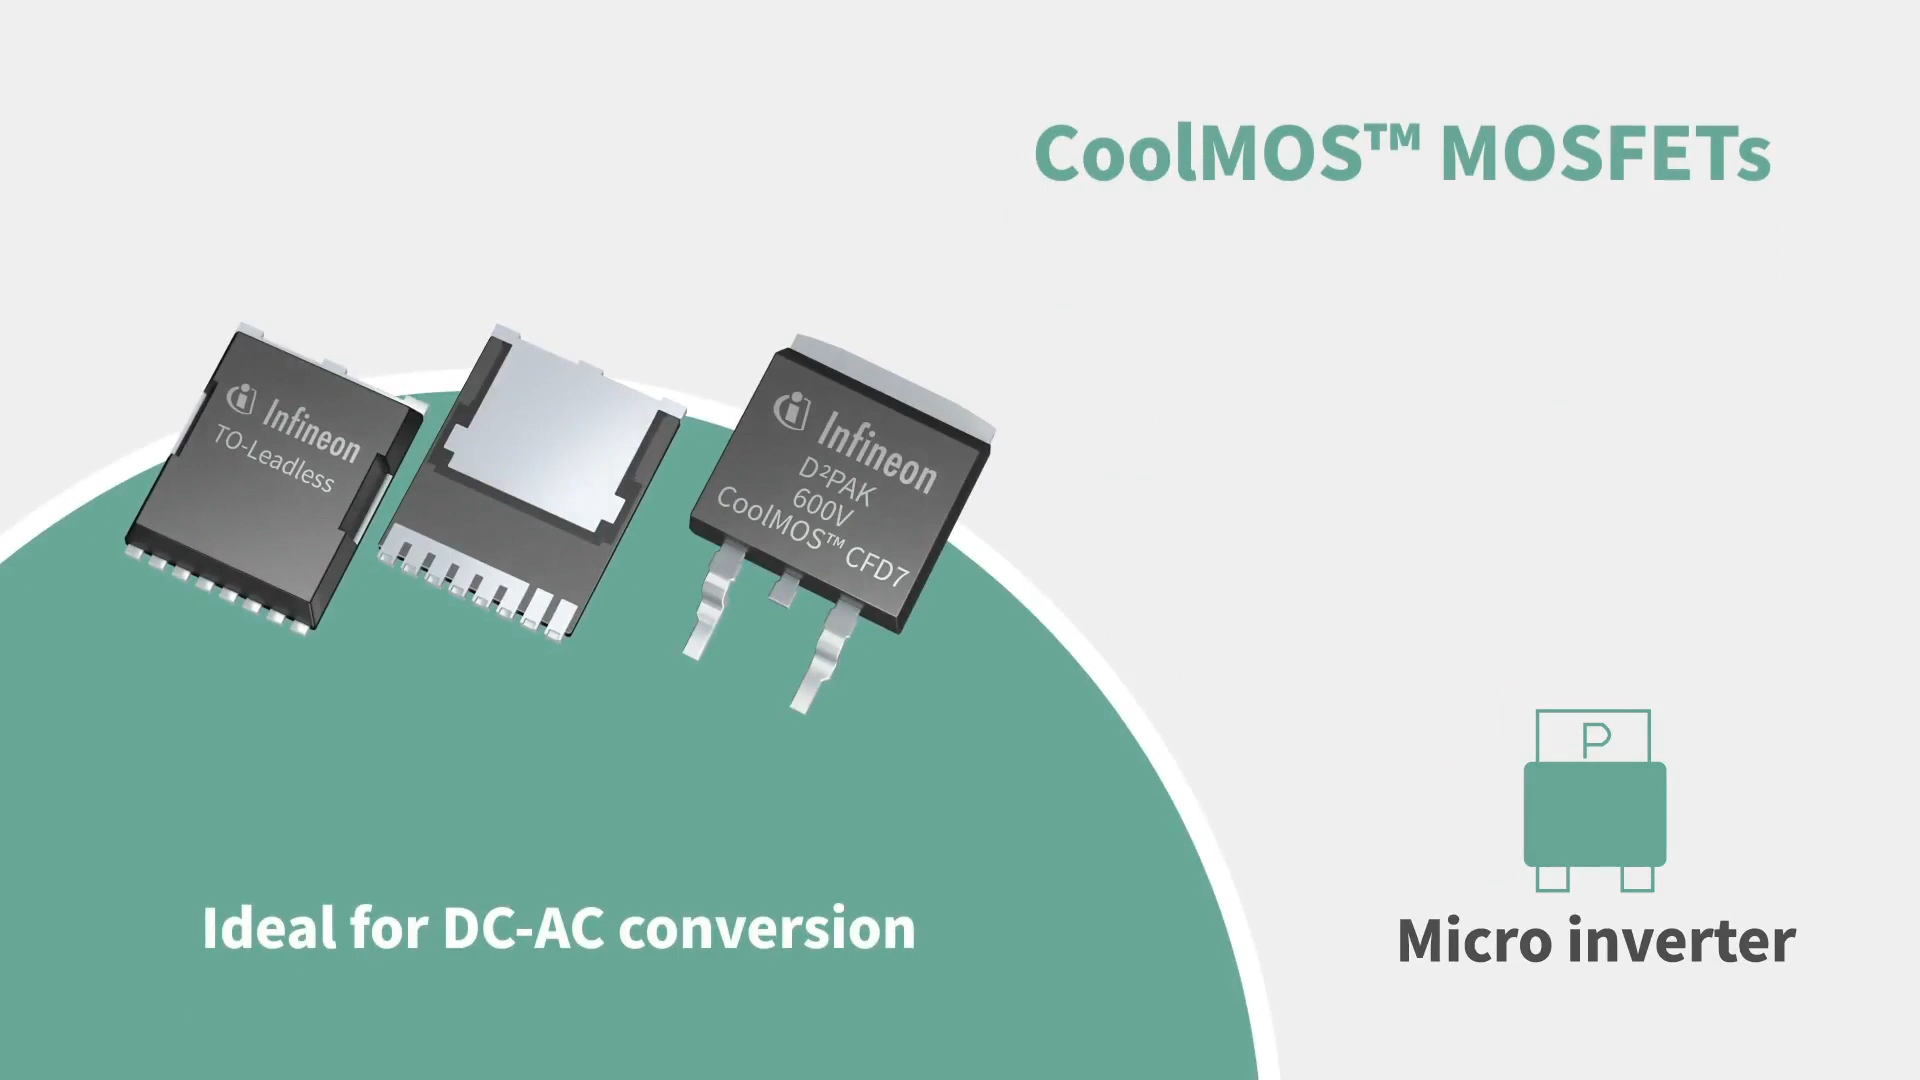 CoolMOS™ MOSFETs
Infineon
TO-Leadless
Infineon
D²PAK
600V
CoolMOS™ CFD7
P
Ideal for DC-AC conversion
Micro inverter